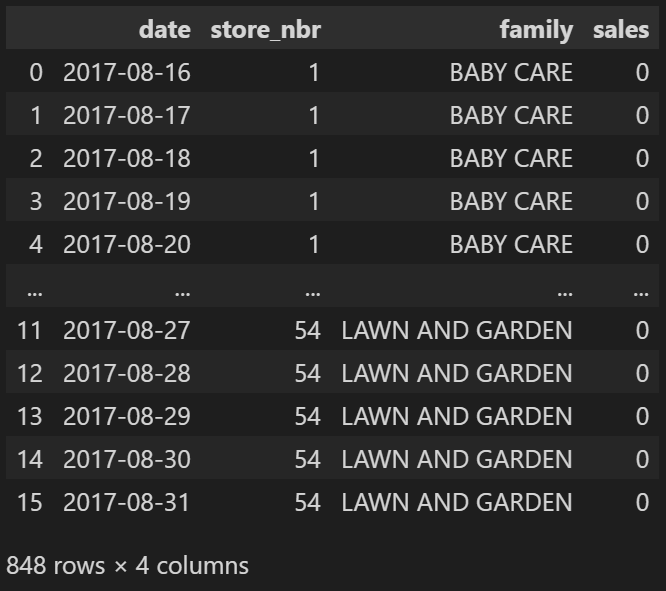 date store_nbr family sales
0 2017-08-16 1 BABY CARE 0
1 2017-08-17 1 BABY CARE 0
2 2017-08-18 1 BABY CARE 0
3 2017-08-19 1 BABY CARE 0
4 2017-08-20 1 BABY CARE 0
... ... ... ... ...
11 2017-08-27 54 LAWN AND GARDEN 0
12 2017-08-28 54 LAWN AND GARDEN 0
13 2017-08-29 54 LAWN AND GARDEN 0
14 2017-08-30 54 LAWN AND GARDEN 0
15 2017-08-31 54 LAWN AND GARDEN 0
848 rows × 4 columns